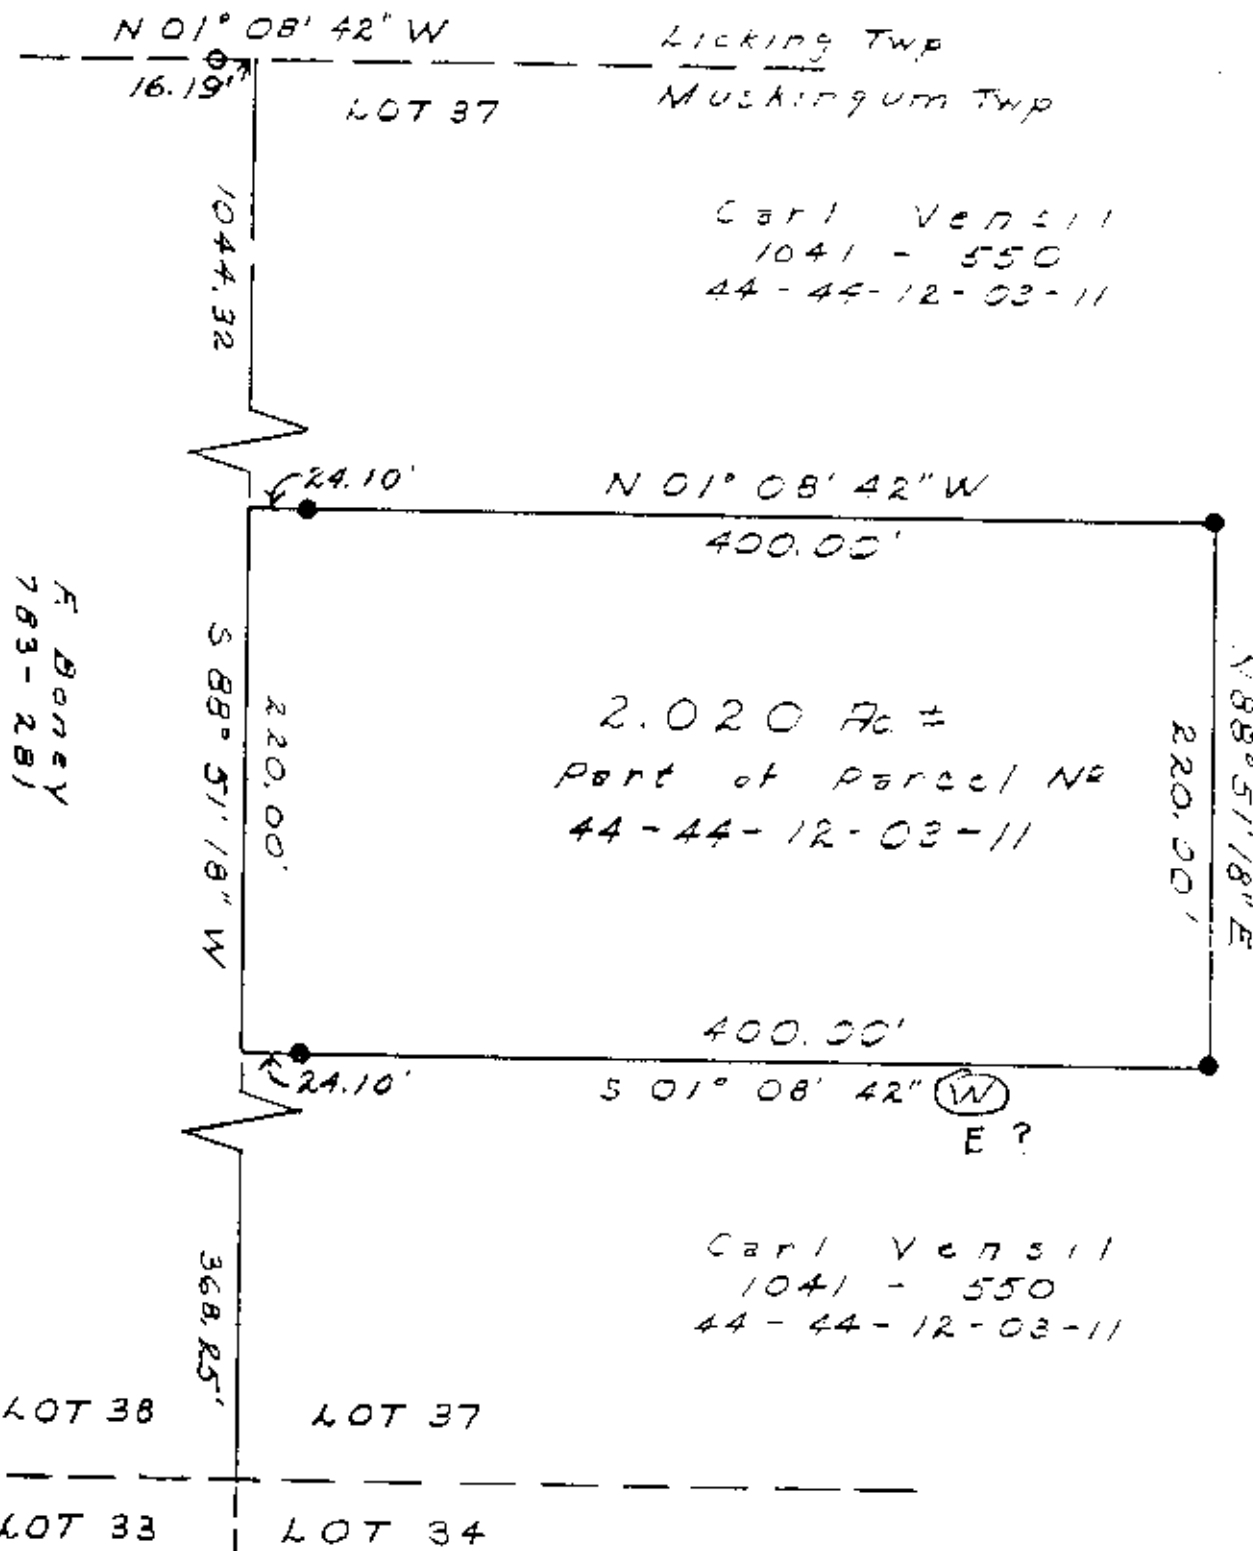 N 01° 08' 42" W
Licking Twp
16.19'
LOT 37
Muskingum Twp
1044.32
Carl Vensil
1041 - 550
44-44-12-03-11
24.10'
N 01° 08' 42" W
400.00'
F. Boney
783-281
S 88° 51' 18" W
220.00'
2.020 Ac ±
Part of Parcel Nº
44-44-12-03-11
N 88° 51' 18" E
220.00'
400.00'
24.10'
S 01° 08' 42" W
E ?
Carl Vensil
1041 - 550
44-44-12-03-11
368.25'
LOT 38
LOT 37
LOT 33
LOT 34